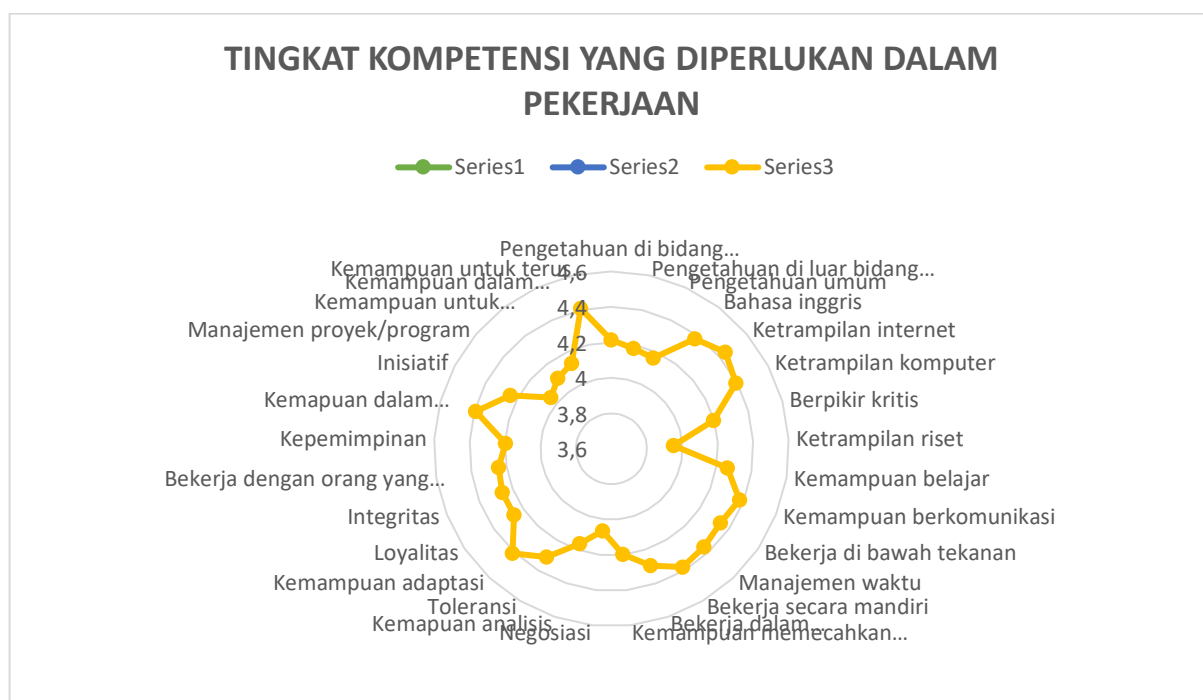 TINGKAT KOMPETENSI YANG DIPERLUKAN DALAM
PEKERJAAN
Series1
Series2
Series3
Pengetahuan di bidang…
Pengetahuan di luar bidang…
Pengetahuan umum
Bahasa inggris
Ketrampilan internet
Ketrampilan komputer
Berpikir kritis
Ketrampilan riset
Kemampuan belajar
Kemampuan berkomunikasi
Bekerja di bawah tekanan
Manajemen waktu
Bekerja secara mandiri
Bekerja dalam…
Kemampuan memecahkan…
Negosiasi
Kemapuan analisis
Toleransi
Kemampuan adaptasi
Loyalitas
Integritas
Bekerja dengan orang yang…
Kepemimpinan
Kemapuan dalam…
Inisiatif
Manajemen proyek/program
Kemampuan untuk…
Kemampuan dalam…
Kemampuan untuk terus…
4,6
4,4
4,2
4
3,8
3,6